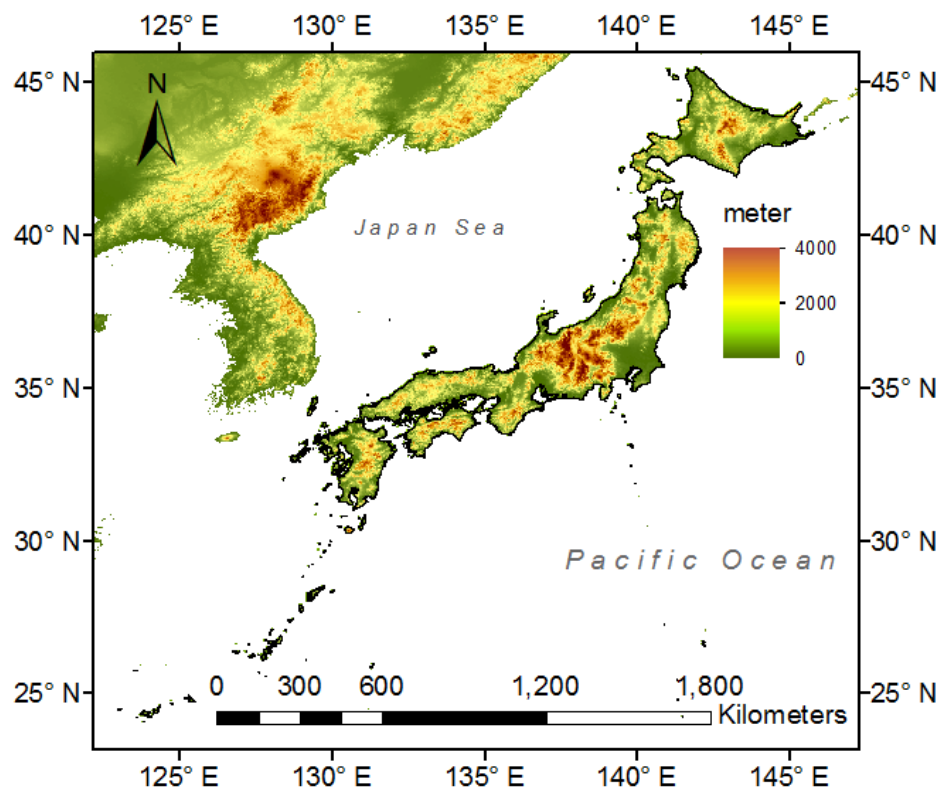 125° E 130° E 135° E 140° E 145° E
45° N 45° N
N
40° N 40° N
Japan Sea
meter
4000
2000
0
35° N 35° N
30° N 30° N
Pacific Ocean
25° N 25° N
0 300 600 1,200 1,800
Kilometers
125° E 130° E 135° E 140° E 145° E